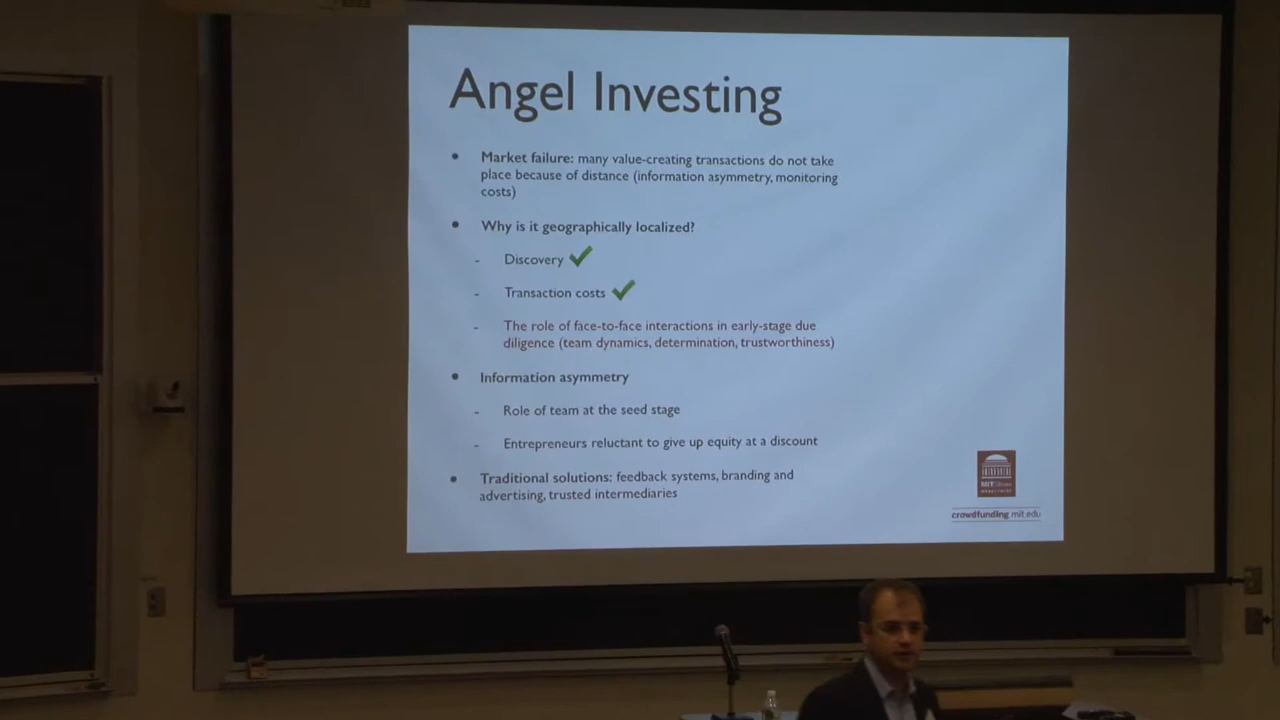 Angel Investing
• Market failure: many value-creating transactions do not take
place because of distance (information asymmetry, monitoring
costs)
• Why is it geographically localized?
- Discovery
- Transaction costs
- The role of face-to-face interactions in early-stage due
diligence (team dynamics, determination, trustworthiness)
• Information asymmetry
- Role of team at the seed stage
- Entrepreneurs reluctant to give up equity at a discount
• Traditional solutions: feedback systems, branding and
advertising, trusted intermediaries
MIT
crowdfunding.mit.edu